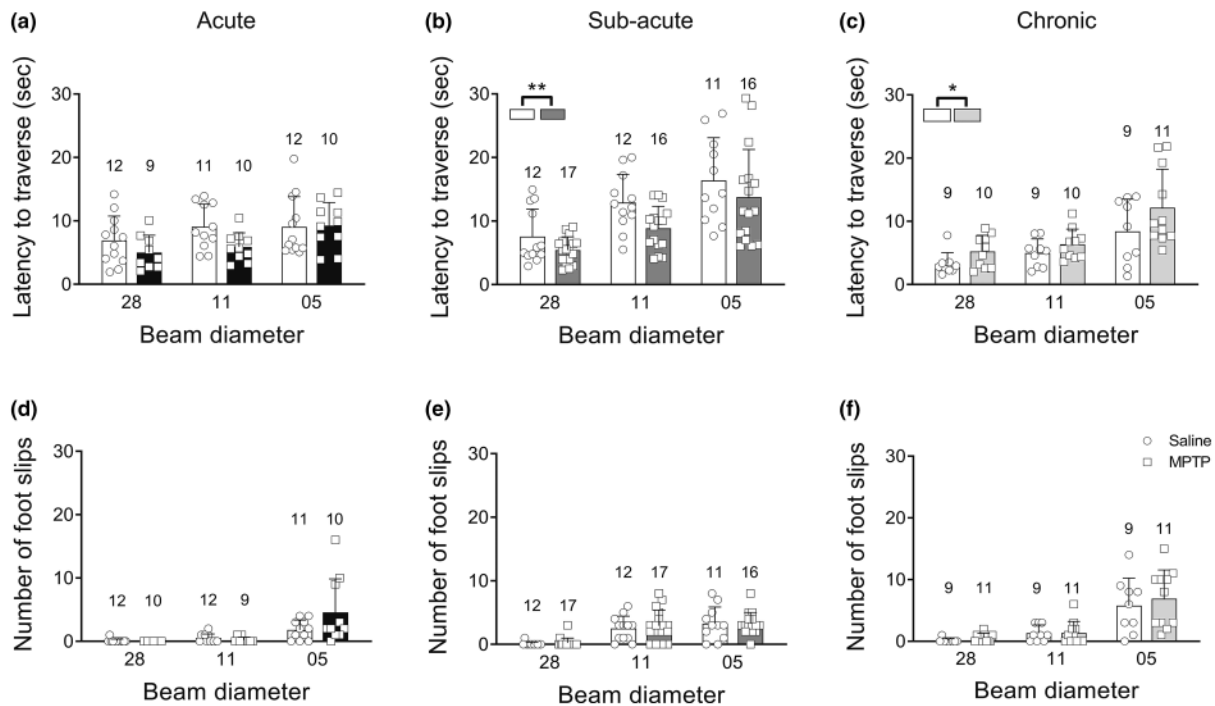 (a) Acute
Latency to traverse (sec)
30
20
10
0
12 9 11 10 12 10
28 11 05
Beam diameter
(b) Sub-acute
Latency to traverse (sec)
30
20
10
0
**
12 17 12 16 11 16
28 11 05
Beam diameter
(c) Chronic
Latency to traverse (sec)
30
20
10
0
*
9 10 9 10 9 11
28 11 05
Beam diameter
(d)
Number of foot slips
30
20
10
0
12 10 12 9 11 10
28 11 05
Beam diameter
(e)
Number of foot slips
30
20
10
0
12 17 12 17 11 16
28 11 05
Beam diameter
(f)
Number of foot slips
30
20
10
0
Saline
MPTP
9 11 9 11 9 11
28 11 05
Beam diameter